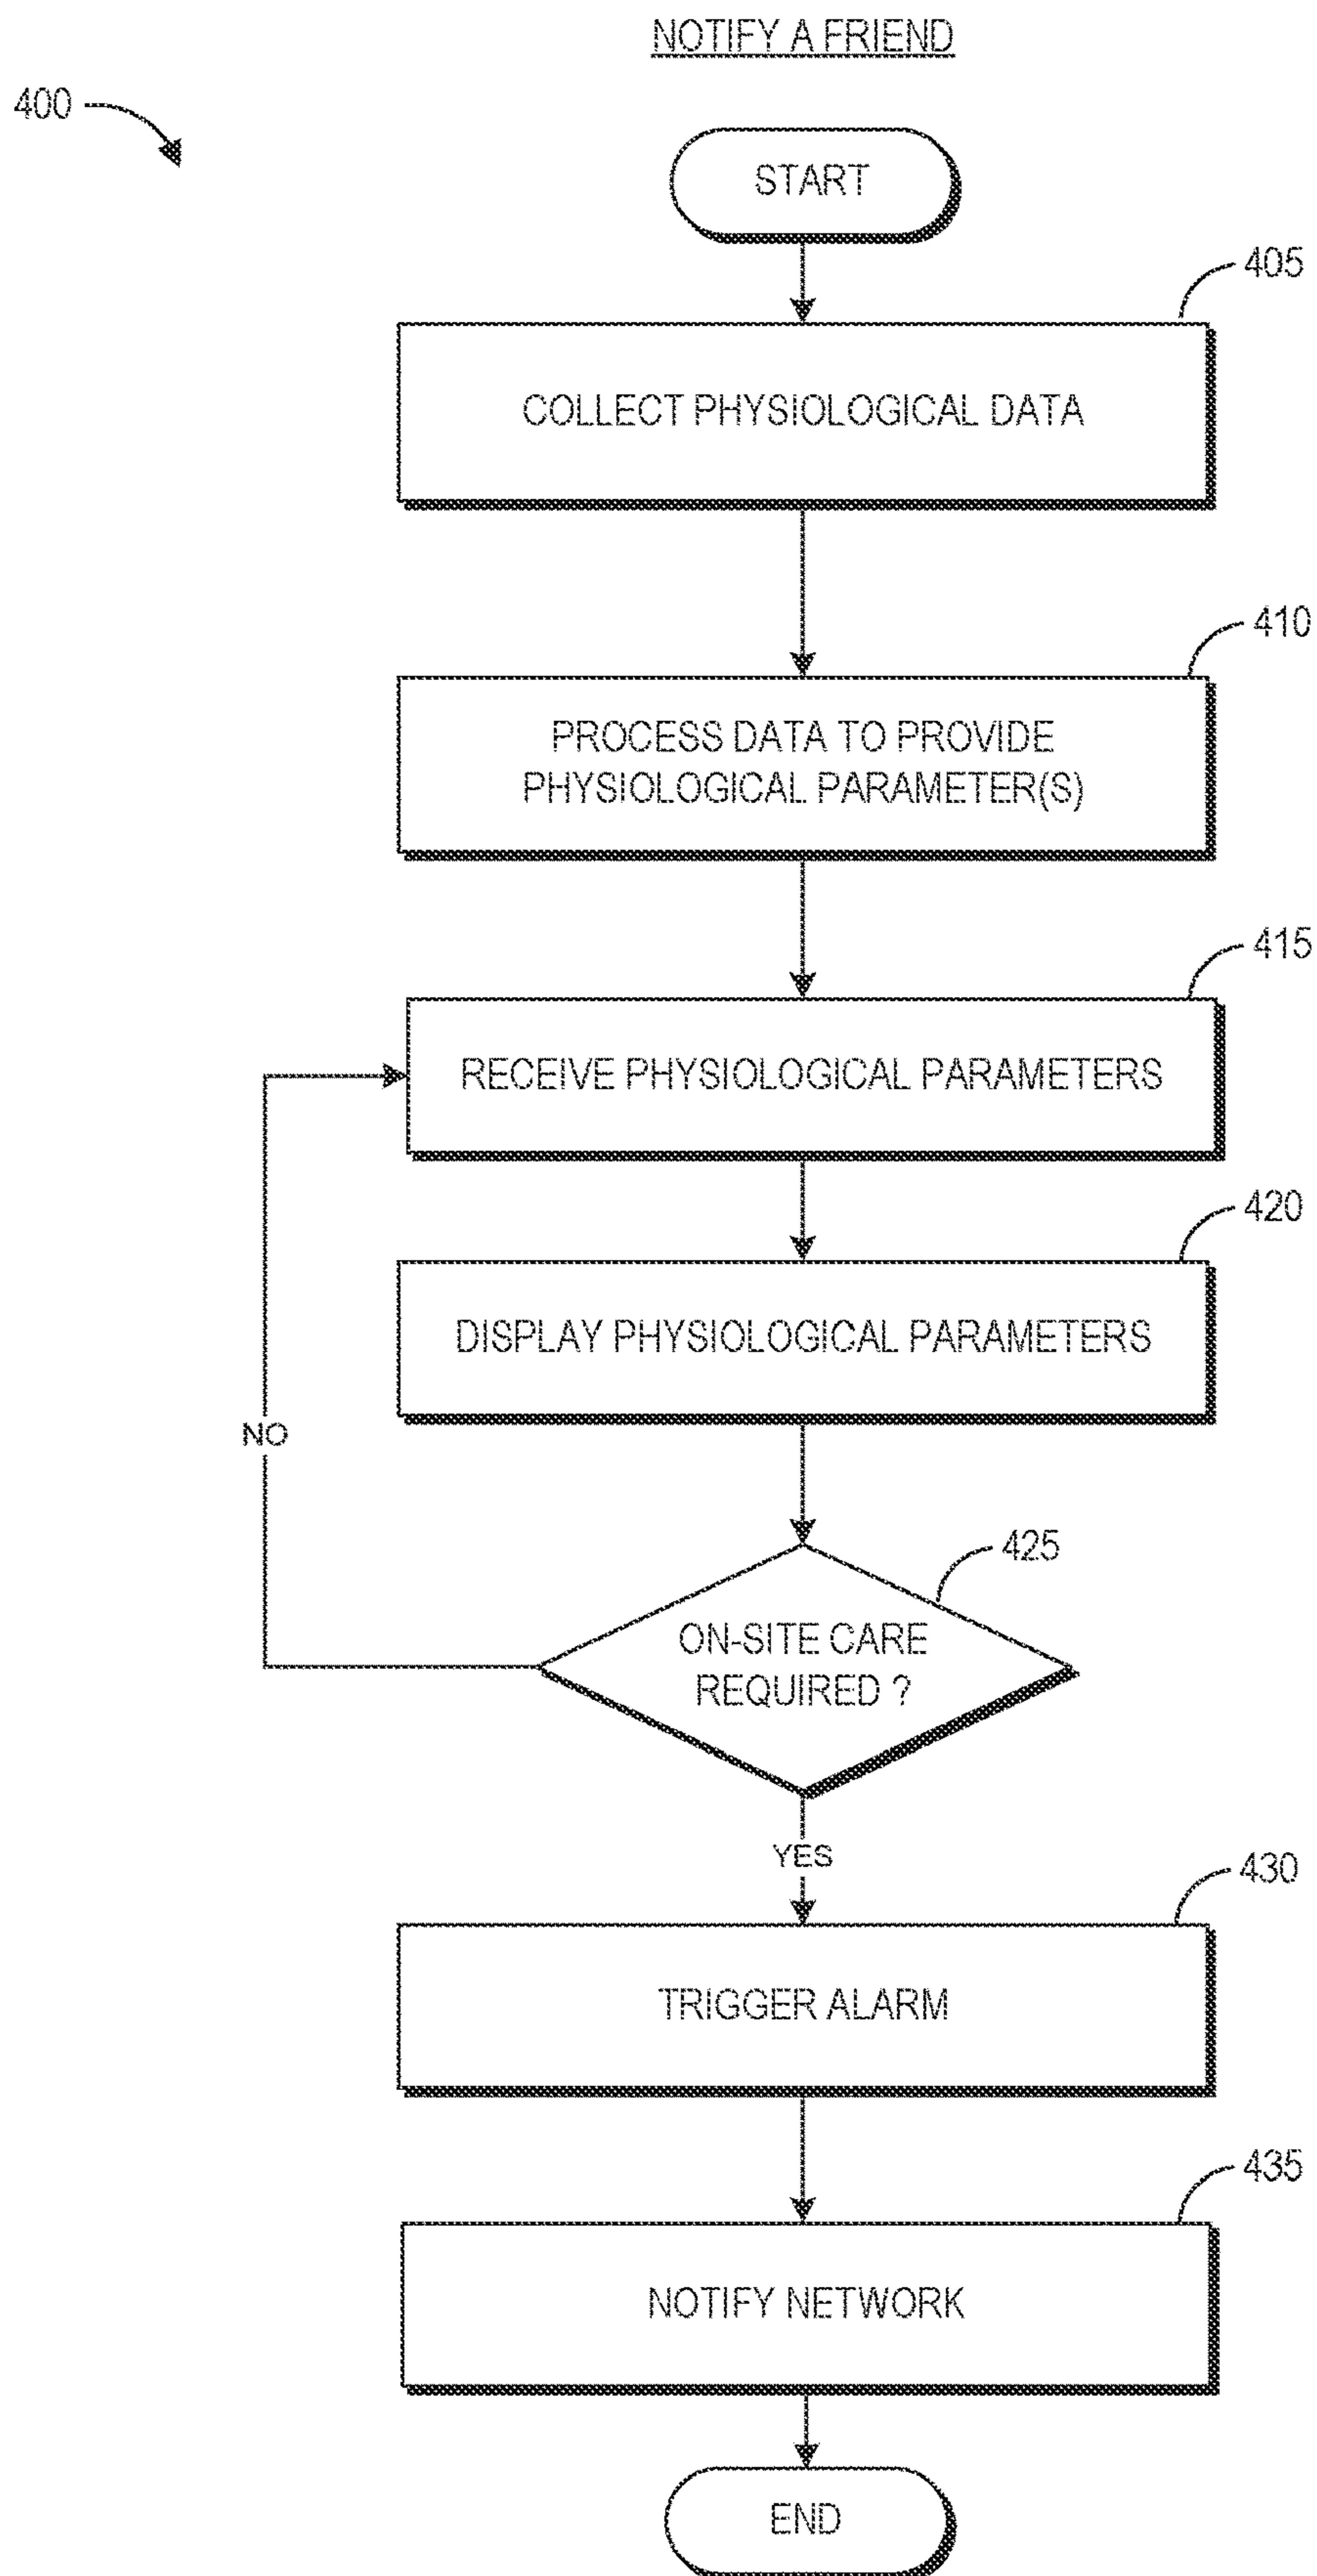 NOTIFY A FRIEND
400
START
405
COLLECT PHYSIOLOGICAL DATA
410
PROCESS DATA TO PROVIDE
PHYSIOLOGICAL PARAMETER(S)
415
RECEIVE PHYSIOLOGICAL PARAMETERS
420
DISPLAY PHYSIOLOGICAL PARAMETERS
NO
425
ON-SITE CARE
REQUIRED ?
YES
430
TRIGGER ALARM
435
NOTIFY NETWORK
END